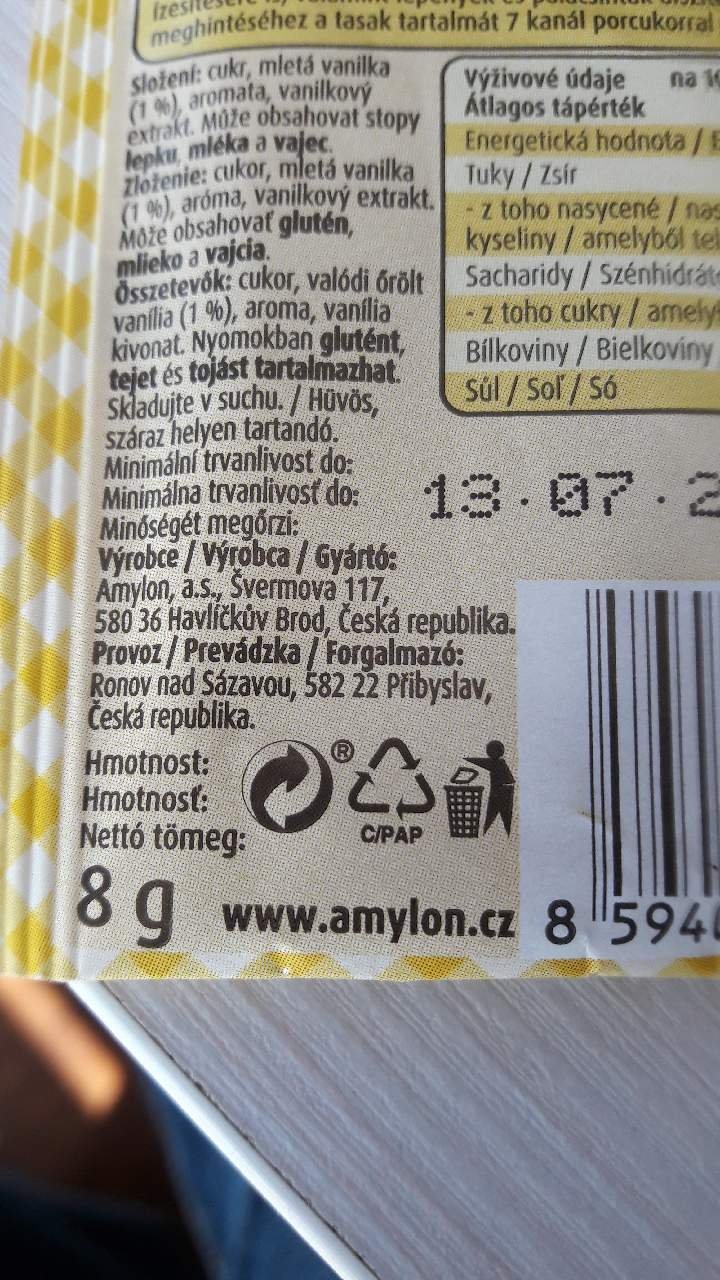 meghintéséhez a tasak tartalmát 7 kanál porcukorral
Složení: cukr, mletá vanilka
(1 %), aromata, vanilkový
extrakt. Může obsahovat stopy
lepku, mléka a vajec.
Zloženie: cukor, mletá vanilka
(1 %), aróma, vanilkový extrakt.
Môže obsahovať glutén,
mlieko a vajcia.
Összetevők: cukor, valódi őrölt
vanília (1 %), aroma, vanília
kivonat. Nyomokban glutént,
tejet és tojást tartalmazhat.
Skladujte v suchu. / Hűvös,
száraz helyen tartandó.
Minimální trvanlivost do:
Minimálna trvanlivosť do:
Minőségét megőrzi:
13.07.2
Výrobce / Výrobca / Gyártó:
Amylon, a.s., Švermova 117,
580 36 Havlíčkův Brod, Česká republika.
Provoz / Prevádzka / Forgalmazó:
Ronov nad Sázavou, 582 22 Přibyslav,
Česká republika.
Hmotnost:
Hmotnosť:
Nettó tömeg:
8 g
®
C/PAP
www.amylon.cz
Výživové údaje na
Átlagos tápérték
Energetická hodnota /
Tuky / Zsír
- z toho nasycené /
kyseliny / amelyből
Sacharidy /
- z toho cukry /
Bílkoviny / Bielkoviny
Sůl / Soľ / Só
8 594